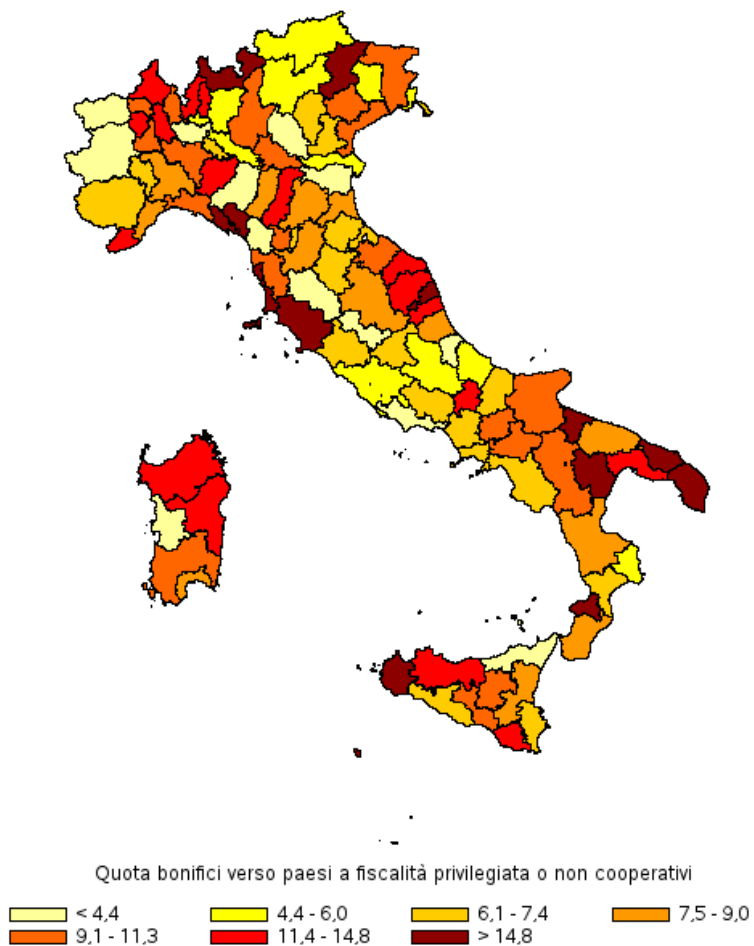 Quota bonifici verso paesi a fiscalità privilegiata o non cooperativi
< 4,4 4,4 - 6,0 6,1 - 7,4 7,5 - 9,0
9,1 - 11,3 11,4 - 14,8 > 14,8